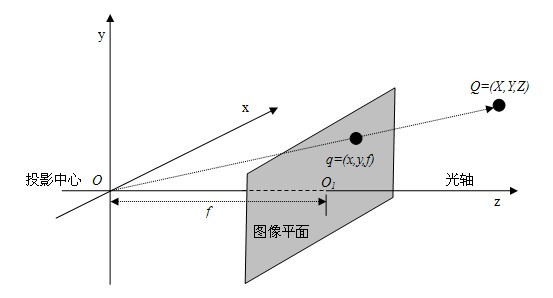 y
Q=(X,Y,Z)
x
q=(x,y,f)
投影中心
O
O1
光轴
z
f
图像平面